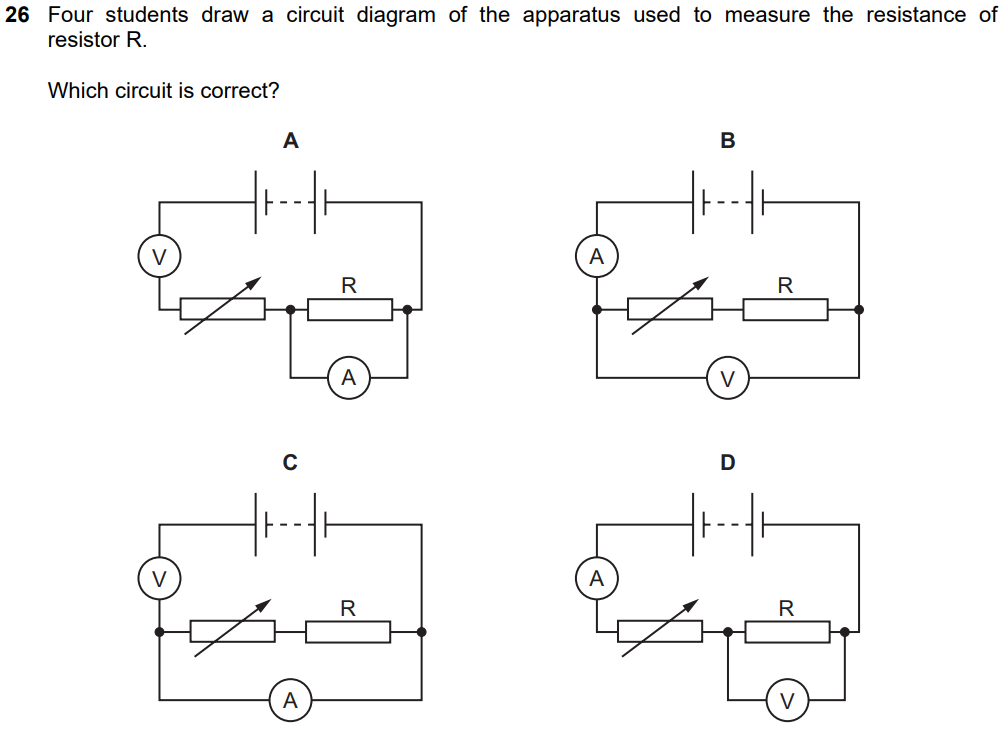 26 Four students draw a circuit diagram of the apparatus used to measure the resistance of
resistor R.
Which circuit is correct?
A
B
V
R
A
A
R
V
C
D
V
R
A
A
R
V